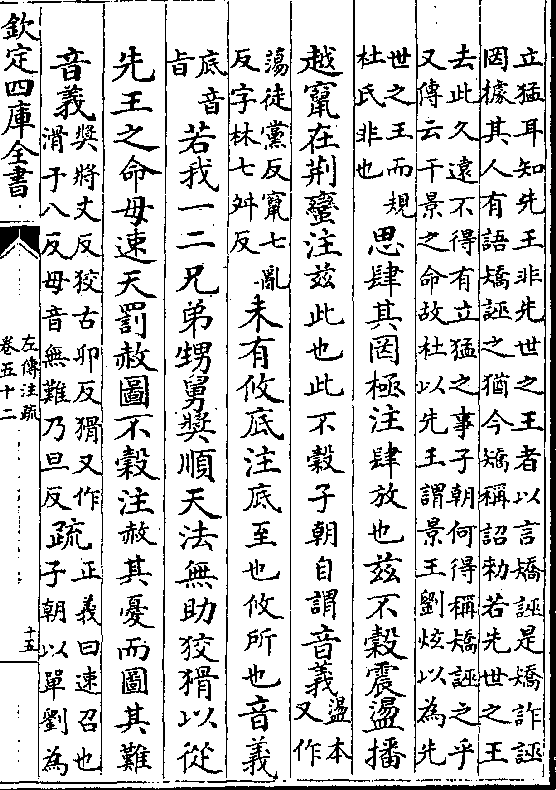 立猛耳知先王非先世之王者以言矯誣是矯詐誣
罔據其人有語矯誣之猶今矯稱詔勅若先世之王
去此久遠不得有立猛之事子朝何得稱矯誣之乎
又傳云干景之命故杜以先王謂景王劉炫以為先
世之王而規
杜氏非也
思肆其罔極注肆放也茲不穀震盪播
越竄在荆蠻注茲此也此不穀子朝自謂音義
盪本
又作
蕩徒黨反竄七亂
反字林七舛反
未有攸底注底至也攸所也音義
底音
旨
若我一二兄弟甥舅奬順天法無助狡猾以從
先王之命毋速天罰赦圖不穀注赦其憂而圖其難
音義
奬將丈反狡古卯反猾又作
滑于八反毋音無難乃旦反
疏
正義曰速召也
子朝以單劉為
欽定四庫全書
左傳注疏
卷五十二
十五